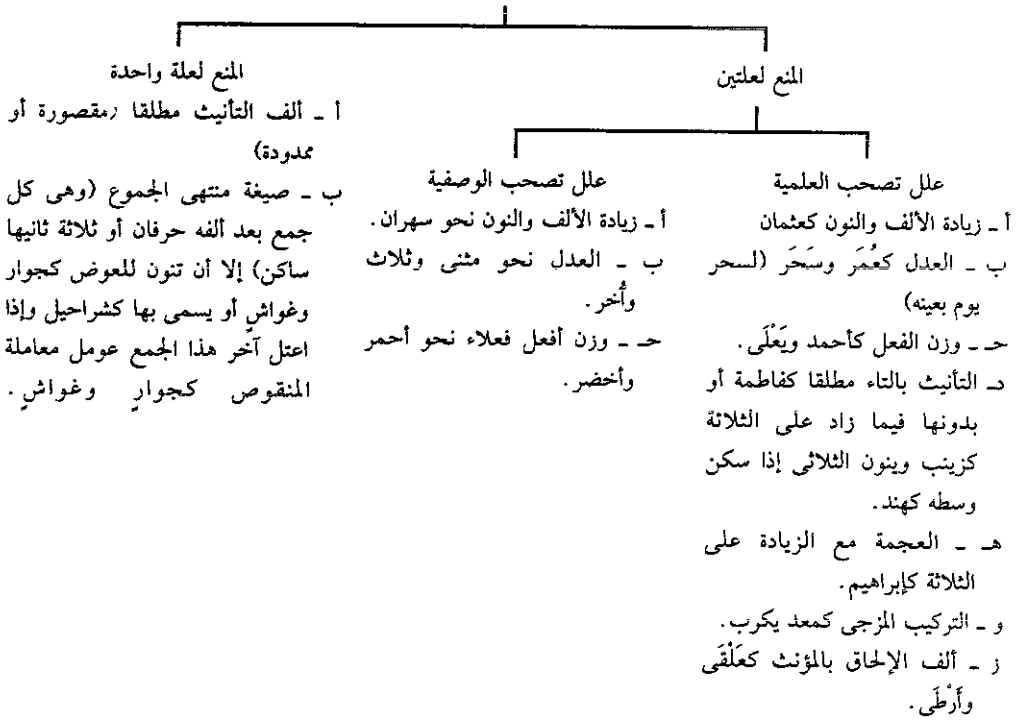 المنع لعلتين
علل تصحب العلمية
أ ـ زيادة الألف والنون كعثمان
ب ـ العدل كعُمَر وسَحَر (لسحر
يوم بعينه)
حـ ـ وزن الفعل كأحمد ويَعْلَى.
دـ التأنيث بالتاء مطلقا كفاطمة أو
بدونها فيما زاد على الثلاثة
كزينب وينون الثلاثى إذا سكن
وسطه كهند.
هـ ـ العجمة مع الزيادة على
الثلاثة كإبراهيم.
و ـ التركيب المزجى كمعد يكرب.
ز ـ ألف الإلحاق بالمؤنث كعَلْقَى
وأَرْطَى.
علل تصحب الوصفية
أ ـ زيادة الألف والنون نحو سهران.
ب ـ العدل نحو مثنى وثلاث
وأُخر.
حـ ـ وزن أفعل فعلاء نحو أحمر
وأخضر.
المنع لعلة واحدة
أ ـ ألف التأنيث مطلقا (مقصورة أو
ممدودة)
ب ـ صيغة منتهى الجموع (وهى كل
جمع بعد ألفه حرفان أو ثلاثة ثانيها
ساكن) إلا أن تنون للعوض كجوار
وغواشٍ أو يسمى بها كشراحيل وإذا
اعتل آخر هذا الجمع عومل معاملة
المنقوص كجوارٍ وغواشٍ.